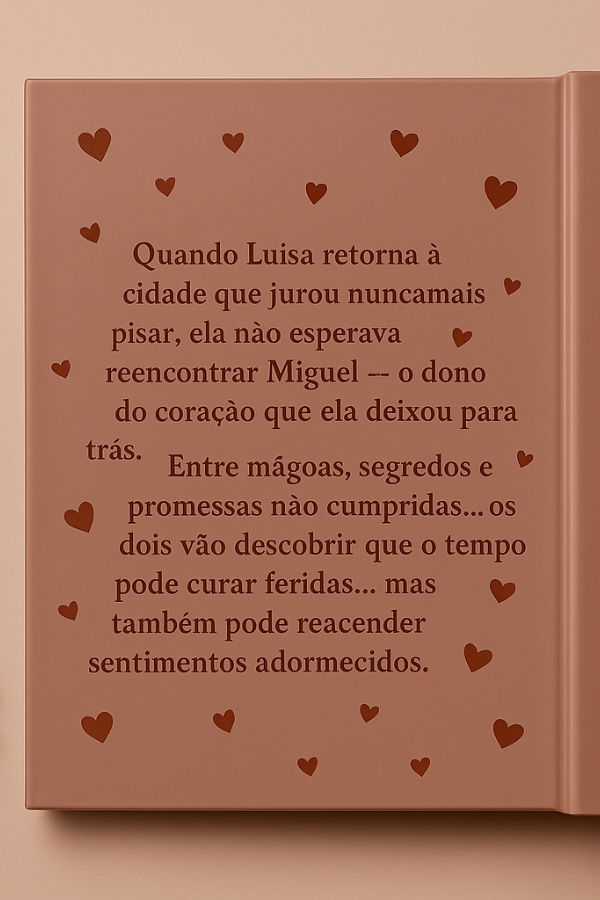 Quando Luisa retorna à
cidade que jurou nuncamais
pisar, ela nào esperava
reencontrar Miguel -- o dono
do coraçào que ela deixou para
trás.
Entre mágoas, segredos e
promessas nào cumpridas... os
dois vão descobrir que o tempo
pode curar feridas... mas
também pode reacender
sentimentos adormecidos.